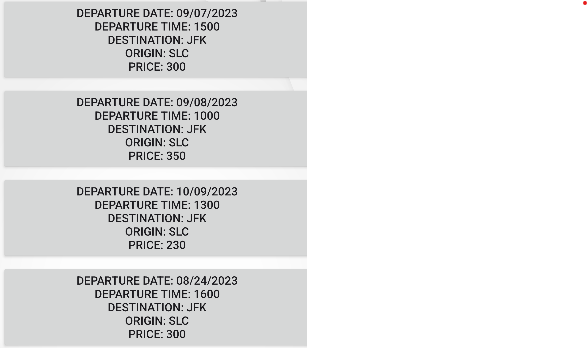 DEPARTURE DATE: 09/07/2023
DEPARTURE TIME: 1500
DESTINATION: JFK
ORIGIN: SLC
PRICE: 300
DEPARTURE DATE: 09/08/2023
DEPARTURE TIME: 1000
DESTINATION: JFK
ORIGIN: SLC
PRICE: 350
DEPARTURE DATE: 10/09/2023
DEPARTURE TIME: 1300
DESTINATION: JFK
ORIGIN: SLC
PRICE: 230
DEPARTURE DATE: 08/24/2023
DEPARTURE TIME: 1600
DESTINATION: JFK
ORIGIN: SLC
PRICE: 300